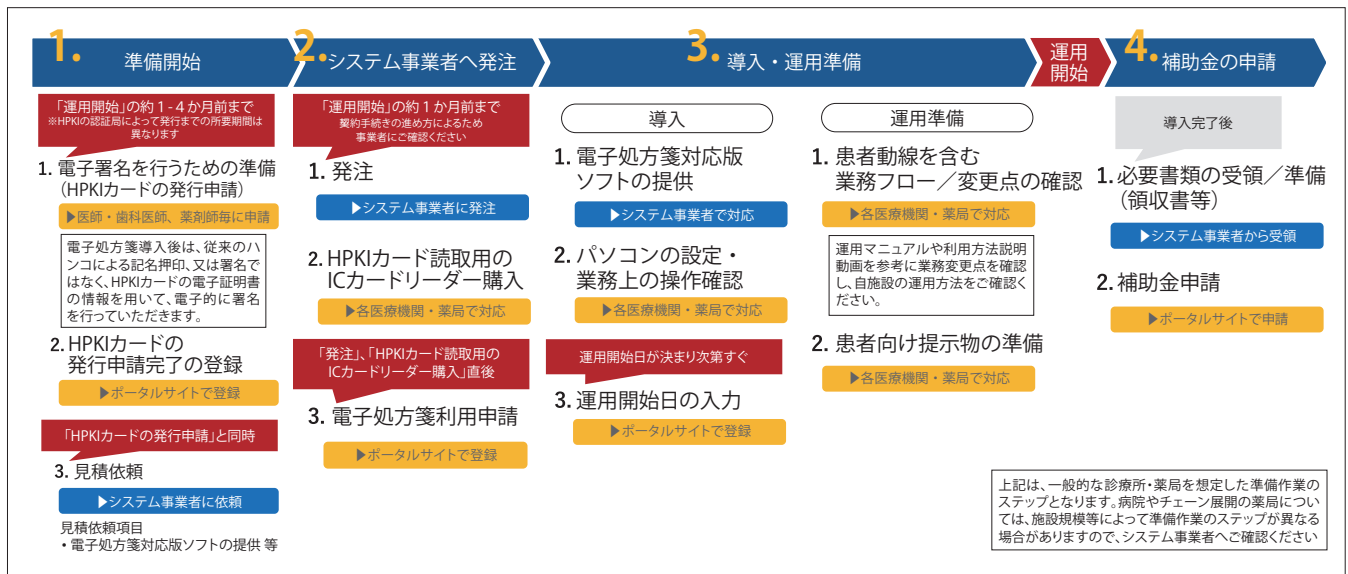 1. 準備開始
2. システム事業者へ発注
3. 導入・運用準備
運用
開始
4. 補助金の申請
「運用開始」の約1-4か月前まで
※HPKIの認証局によって発行までの所要期間は
異なります
1. 電子署名を行うための準備
(HPKIカードの発行申請)
▶医師・歯科医師、薬剤師毎に申請
電子処方箋導入後は、従来のハ
ンコによる記名押印、又は署名で
はなく、HPKIカードの電子証明書
の情報を用いて、電子的に署名
を行っていただきます。
2. HPKIカードの
発行申請完了の登録
▶ポータルサイトで登録
「HPKIカードの発行申請」と同時
3. 見積依頼
▶システム事業者に依頼
見積依頼項目
・電子処方箋対応版ソフトの提供 等
「運用開始」の約1か月前まで
契約手続きの進め方によるため
事業者にご確認ください
1. 発注
▶システム事業者に発注
2. HPKIカード読取用の
ICカードリーダー購入
▶各医療機関・薬局で対応
「発注」、「HPKIカード読取用の
ICカードリーダー購入」直後
3. 電子処方箋利用申請
▶ポータルサイトで登録
導入
1. 電子処方箋対応版
ソフトの提供
▶システム事業者で対応
2. パソコンの設定・
業務上の操作確認
▶各医療機関・薬局で対応
運用開始日が決まり次第すぐ
3. 運用開始日の入力
▶ポータルサイトで登録
運用準備
1. 患者動線を含む
業務フロー／変更点の確認
▶各医療機関・薬局で対応
運用マニュアルや利用方法説明
動画を参考に業務変更点を確認
し、自施設の運用方法をご確認く
ださい。
2. 患者向け提示物の準備
▶各医療機関・薬局で対応
導入完了後
1. 必要書類の受領／準備
(領収書等)
▶システム事業者から受領
2. 補助金申請
▶ポータルサイトで申請
上記は、一般的な診療所・薬局を想定した準備作業の
ステップとなります。病院やチェーン展開の薬局につい
ては、施設規模等によって準備作業のステップが異なる
場合がありますので、システム事業者へご確認ください